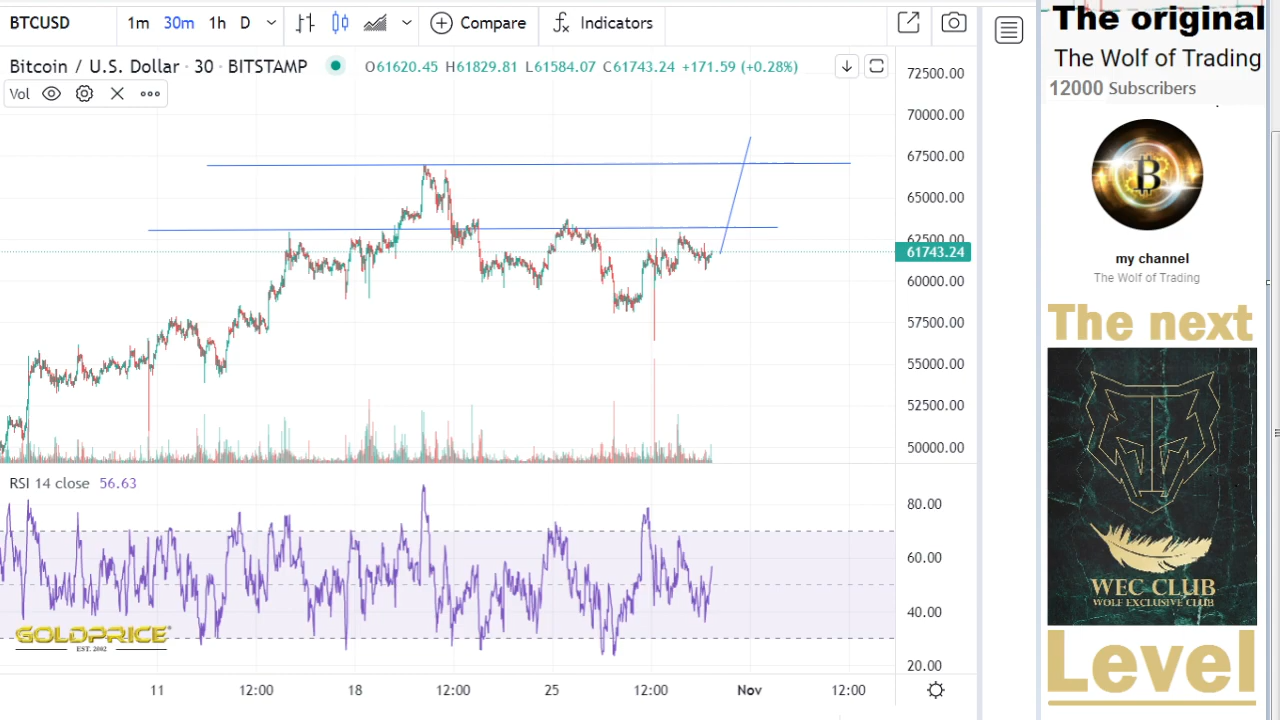 BTCUSD 1m 30m 1h D Compare Indicators
Bitcoin / U.S. Dollar · 30 · BITSTAMP O61620.45 H61829.81 L61584.07 C61743.24 +171.59 (+0.28%)
Vol
72500.00
70000.00
67500.00
65000.00
62500.00
61743.24
60000.00
57500.00
55000.00
52500.00
50000.00
RSI 14 close 56.63
80.00
60.00
40.00
20.00
GOLDPRICE®
EST. 2002
11 12:00 18 12:00 25 12:00 Nov 12:00
The original
The Wolf of Trading
12000 Subscribers
B
my channel
The Wolf of Trading
The next
WEC CLUB
WOLF EXCLUSIVE CLUB
Level